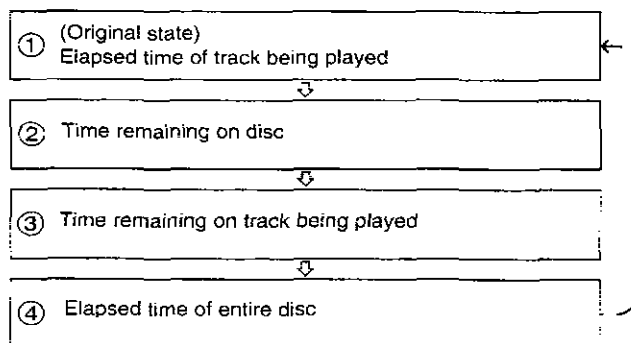 ① (Original state)
Elapsed time of track being played
② Time remaining on disc
③ Time remaining on track being played
④ Elapsed time of entire disc